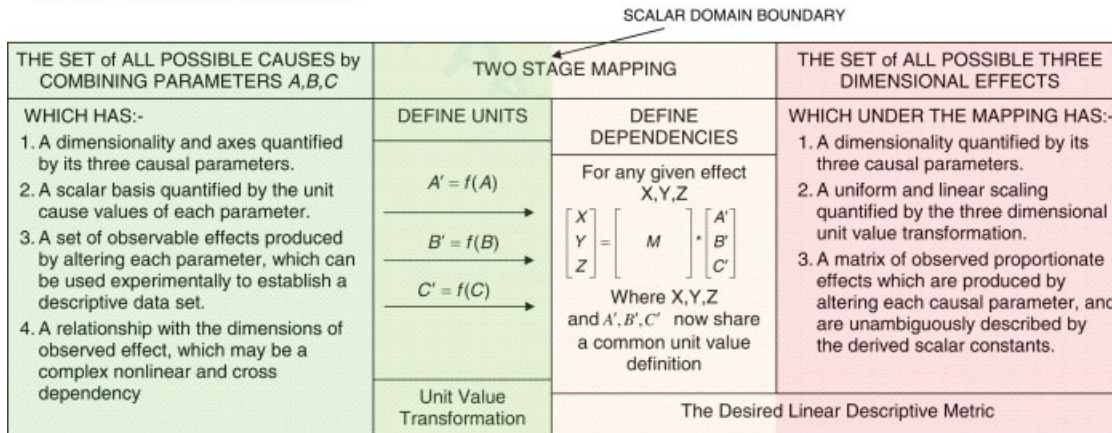 SCALAR DOMAIN BOUNDARY
THE SET of ALL POSSIBLE CAUSES by
COMBINING PARAMETERS A,B,C
TWO STAGE MAPPING
THE SET of ALL POSSIBLE THREE
DIMENSIONAL EFFECTS
WHICH HAS:-
1. A dimensionality and axes quantified
by its three causal parameters.
2. A scalar basis quantified by the unit
cause values of each parameter.
3. A set of observable effects produced
by altering each parameter, which can
be used experimentally to establish a
descriptive data set.
4. A relationship with the dimensions of
observed effect, which may be a
complex nonlinear and cross
dependency
DEFINE UNITS
A' = f(A)
B' = f(B)
C' = f(C)
Unit Value
Transformation
DEFINE
DEPENDENCIES
For any given effect
X,Y,Z
[X Y Z] = [M] * [A' B' C']
Where X,Y,Z
and A', B', C' now share
a common unit value
definition
WHICH UNDER THE MAPPING HAS:-
1. A dimensionality quantified by its
three causal parameters.
2. A uniform and linear scaling
quantified by the three dimensional
unit value transformation.
3. A matrix of observed proportionate
effects which are produced by
altering each causal parameter, and
are unambiguously described by
the derived scalar constants.
The Desired Linear Descriptive Metric